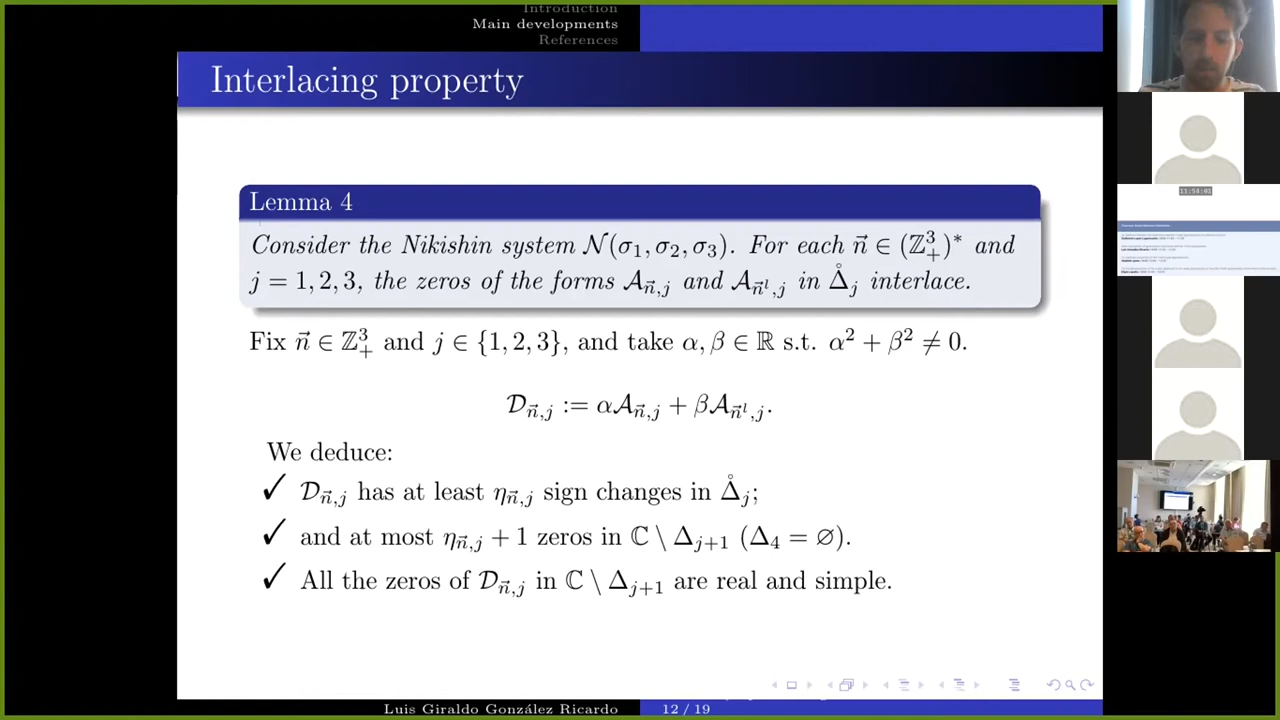 Introduction
Main developments
References
Interlacing property
Lemma 4
Consider the Nikishin system 𝒩(σ₁, σ₂, σ₃). For each n⃗ ∈ (ℤ³₊)* and
j = 1, 2, 3, the zeros of the forms 𝒜_{n⃗,j} and 𝒜_{n⃗ˡ,j} in Δ̊_j interlace.
Fix n⃗ ∈ ℤ³₊ and j ∈ {1, 2, 3}, and take α, β ∈ ℝ s.t. α² + β² ≠ 0.
𝒟_{n⃗,j} := α𝒜_{n⃗,j} + β𝒜_{n⃗ˡ,j}.
We deduce:
✓ 𝒟_{n⃗,j} has at least η_{n⃗,j} sign changes in Δ̊_j;
✓ and at most η_{n⃗,j} + 1 zeros in ℂ \ Δ_{j+1} (Δ₄ = ∅).
✓ All the zeros of 𝒟_{n⃗,j} in ℂ \ Δ_{j+1} are real and simple.
Luis Giraldo González Ricardo
12 / 19